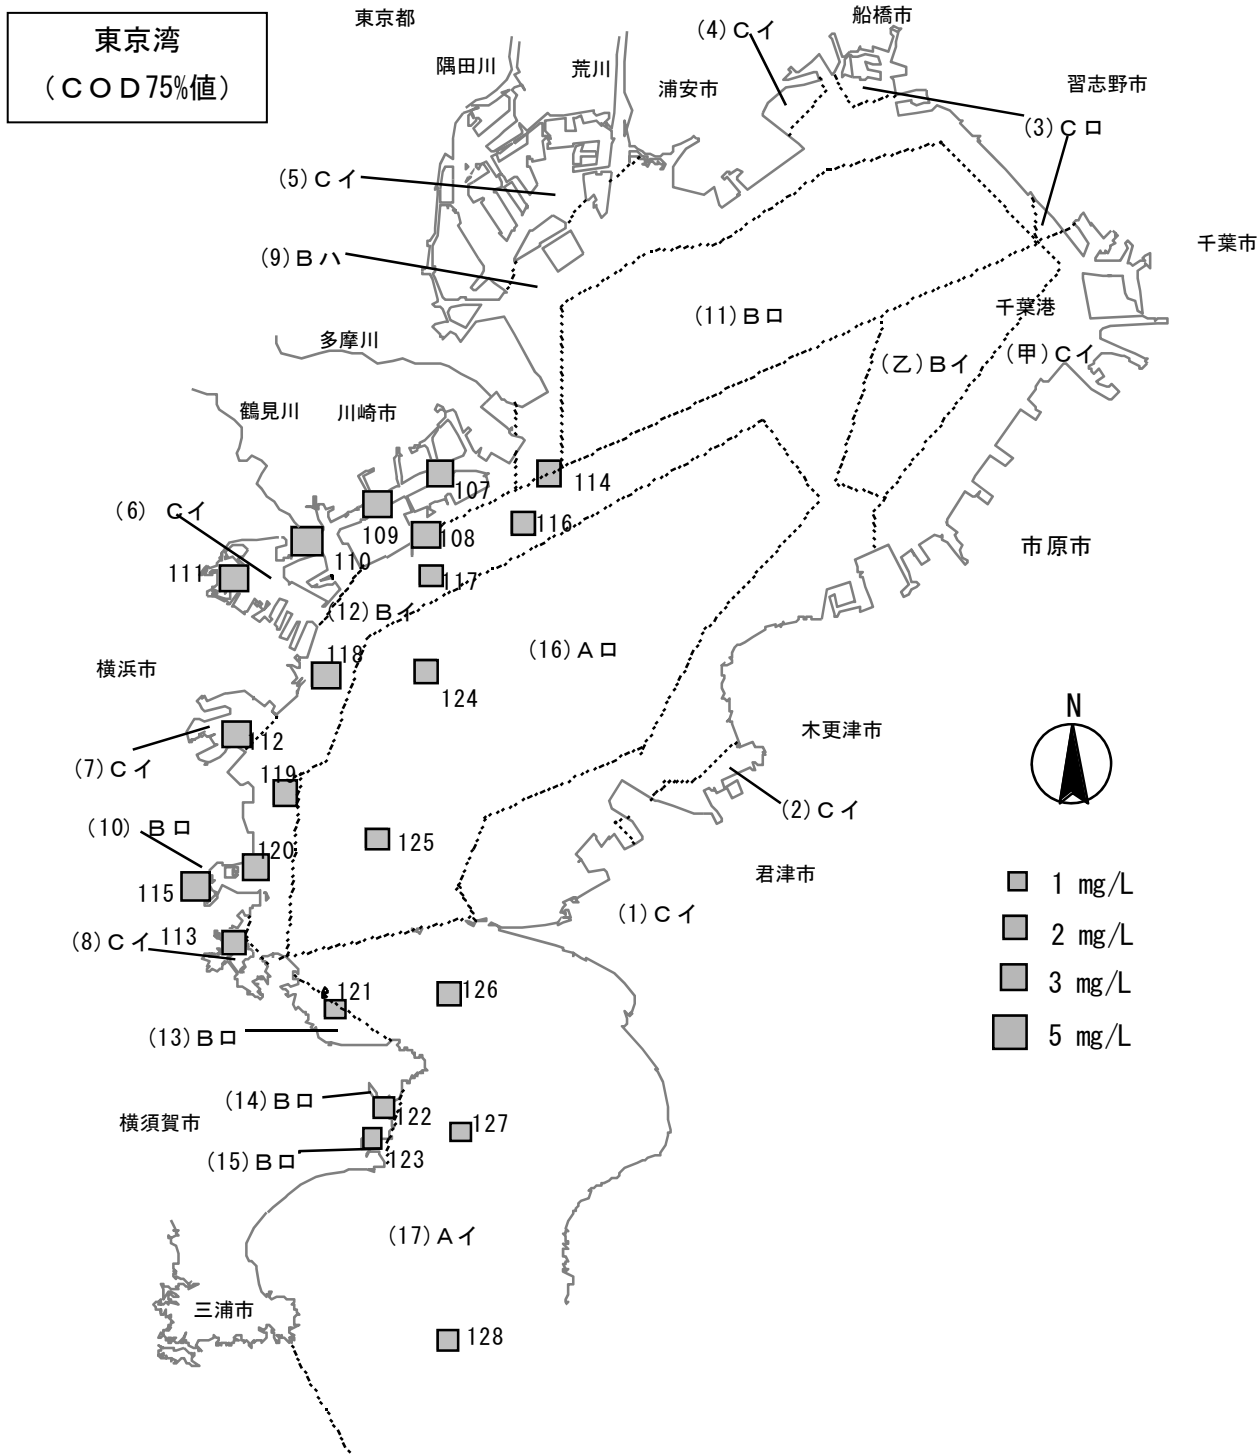 東京湾
（ＣＯＤ75%値）
東京都
船橋市
(4)Ｃイ
隅田川
荒川
浦安市
習志野市
(3)Ｃロ
(5)Ｃイ
千葉市
(9)Ｂハ
千葉港
(11)Ｂロ
多摩川
(乙)Ｂイ
(甲)Ｃイ
鶴見川
川崎市
107
114
(6) Ｃイ
109
108
116
市原市
110
111
117
(12)Ｂイ
118
(16)Ａロ
横浜市
124
N
木更津市
112
(7)Ｃイ
119
(2)Ｃイ
(10) Ｂロ
120
125
君津市
115
1 mg/L
(1)Ｃイ
2 mg/L
113
(8)Ｃイ
3 mg/L
121
126
(13)Ｂロ
5 mg/L
(14)Ｂロ
122
127
横須賀市
123
(15)Ｂロ
(17)Ａイ
三浦市
128